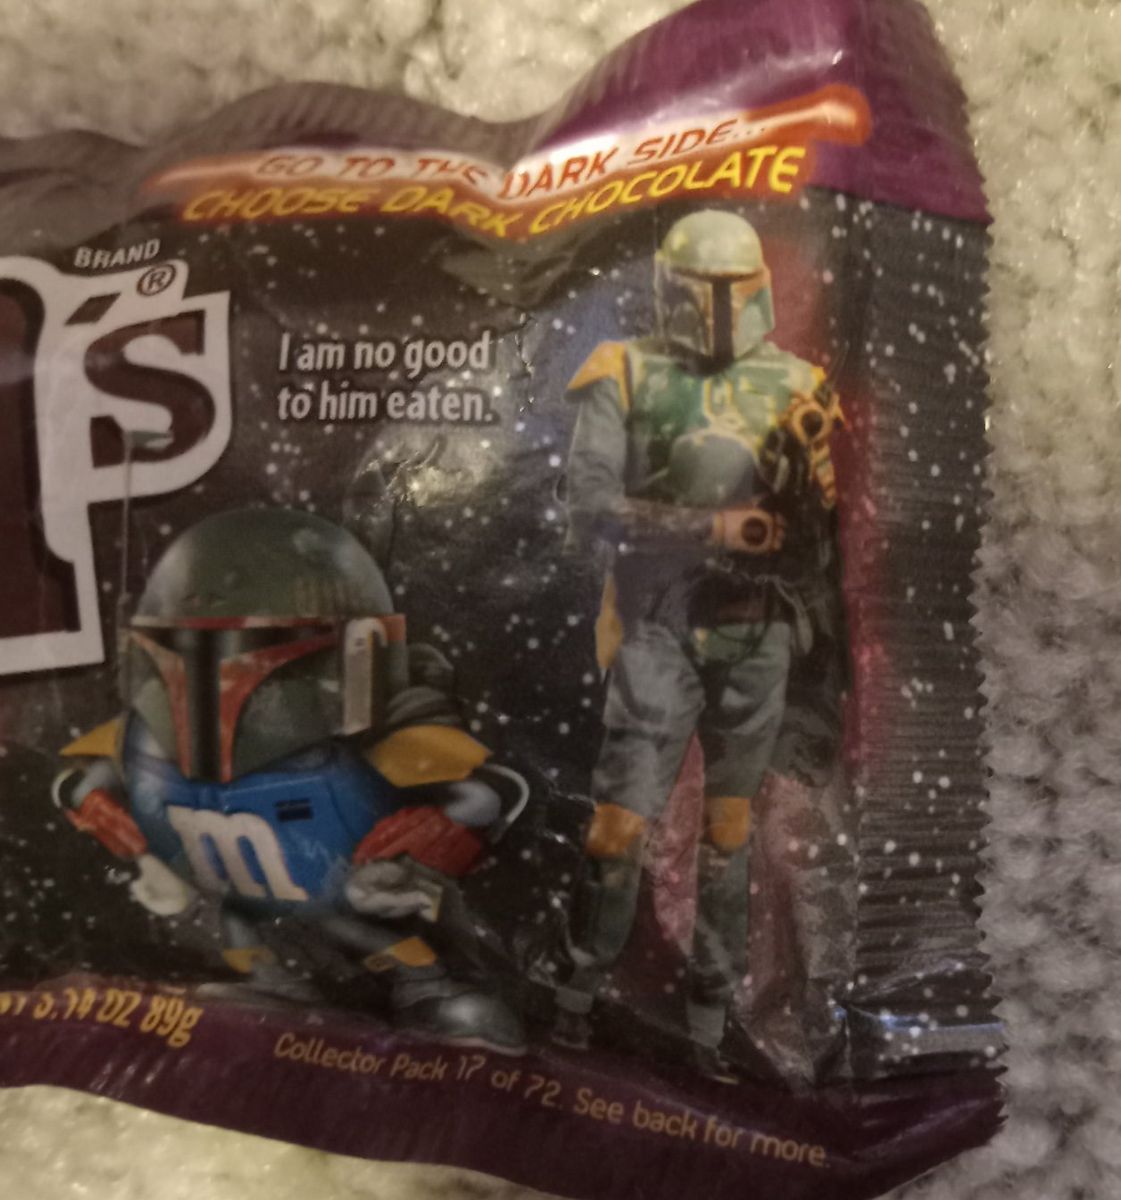 GO TO THE DARK SIDE...
CHOOSE DARK CHOCOLATE
BRAND
's®
I am no good
to him eaten.
m
3.14 OZ 89g
Collector Pack 17 of 72. See back for more.